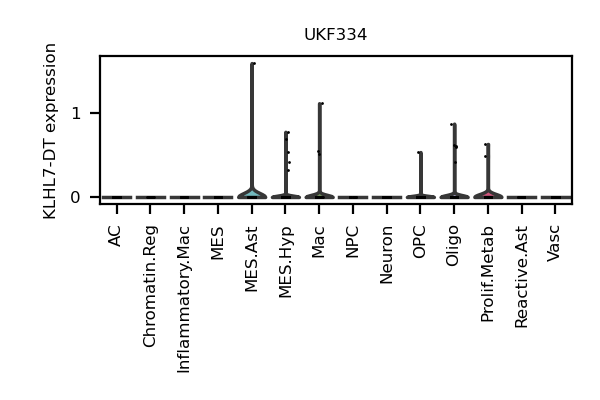 UKF334
KLHL7-DT expression
1
0
AC
Chromatin.Reg
Inflammatory.Mac
MES
MES.Ast
MES.Hyp
Mac
NPC
Neuron
OPC
Oligo
Prolif.Metab
Reactive.Ast
Vasc